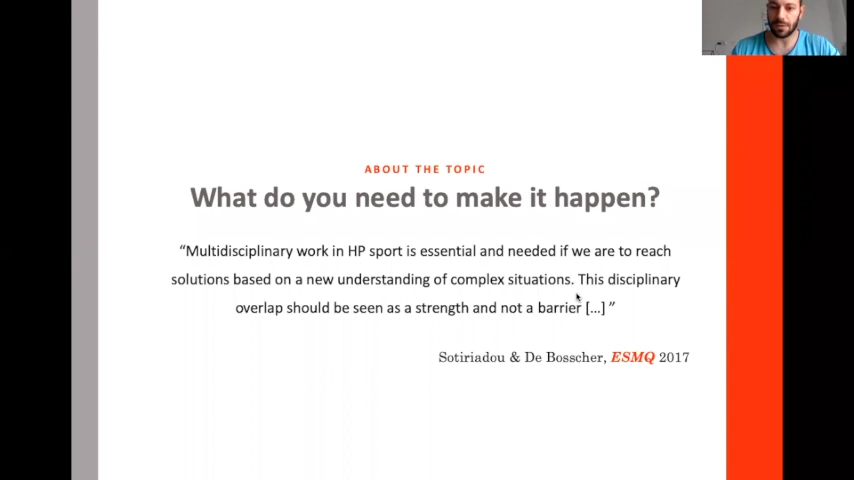 ABOUT THE TOPIC
What do you need to make it happen?
“Multidisciplinary work in HP sport is essential and needed if we are to reach
solutions based on a new understanding of complex situations. This disciplinary
overlap should be seen as a strength and not a barrier [...] ”
Sotiriadou & De Bosscher, ESMQ 2017